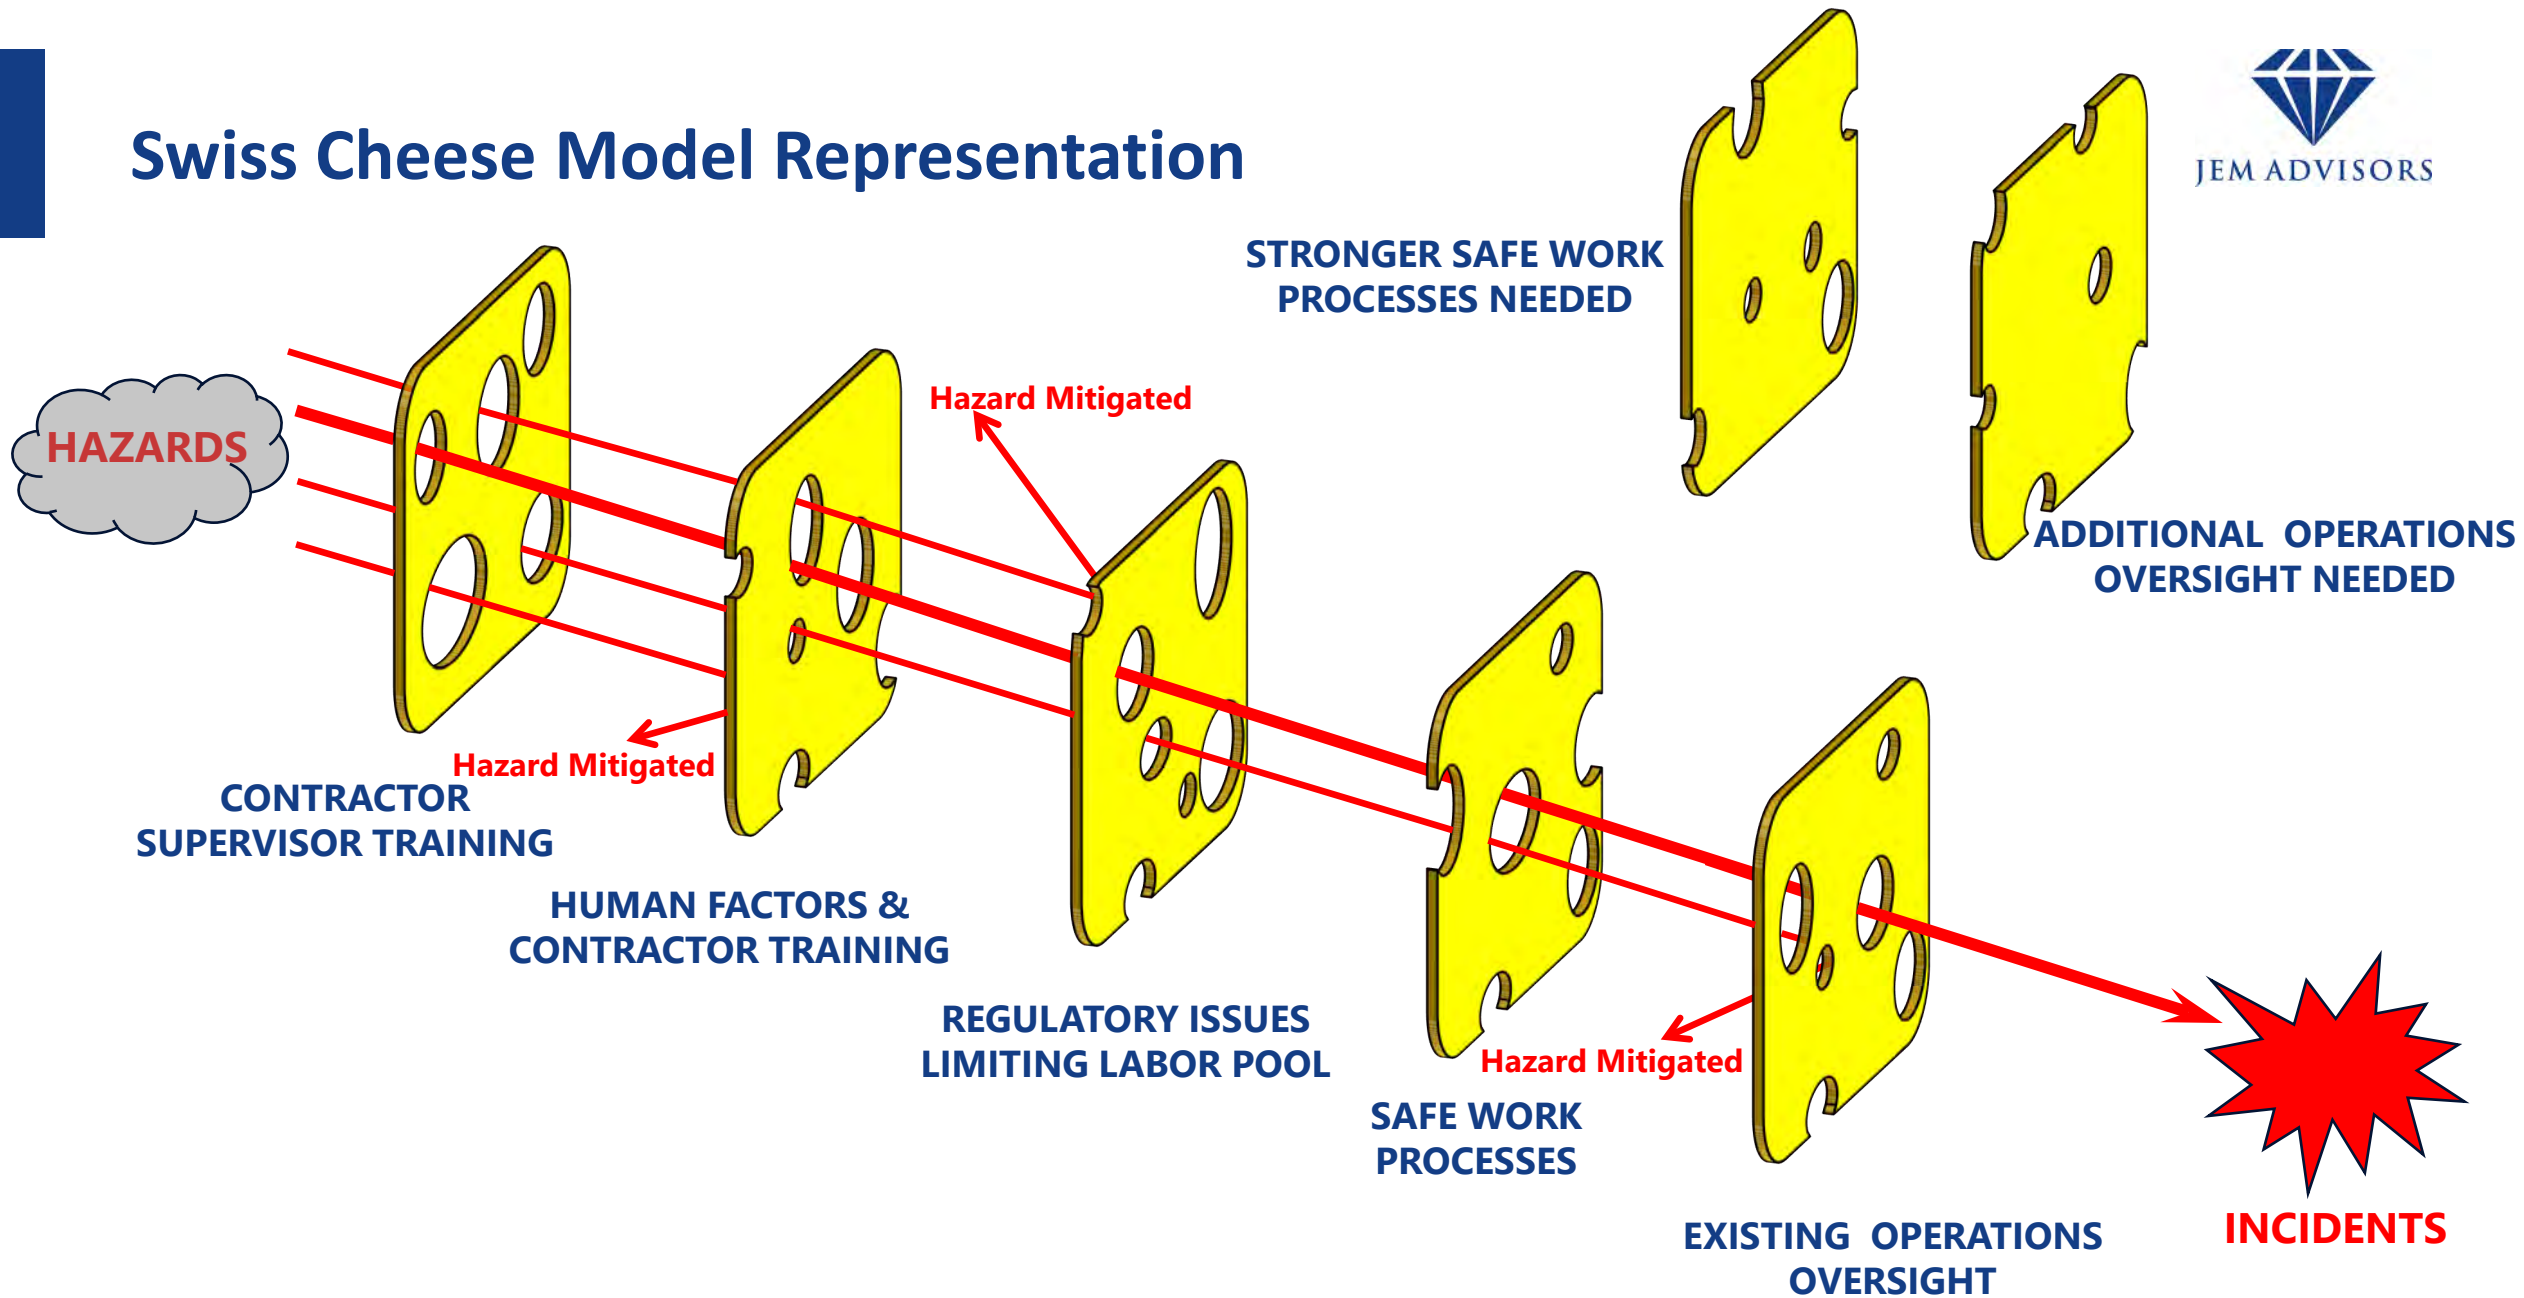 Swiss Cheese Model Representation
JEM ADVISORS
STRONGER SAFE WORK
PROCESSES NEEDED
HAZARDS
Hazard Mitigated
ADDITIONAL OPERATIONS
OVERSIGHT NEEDED
Hazard Mitigated
CONTRACTOR
SUPERVISOR TRAINING
HUMAN FACTORS &
CONTRACTOR TRAINING
REGULATORY ISSUES
LIMITING LABOR POOL
Hazard Mitigated
SAFE WORK
PROCESSES
EXISTING OPERATIONS
OVERSIGHT
INCIDENTS